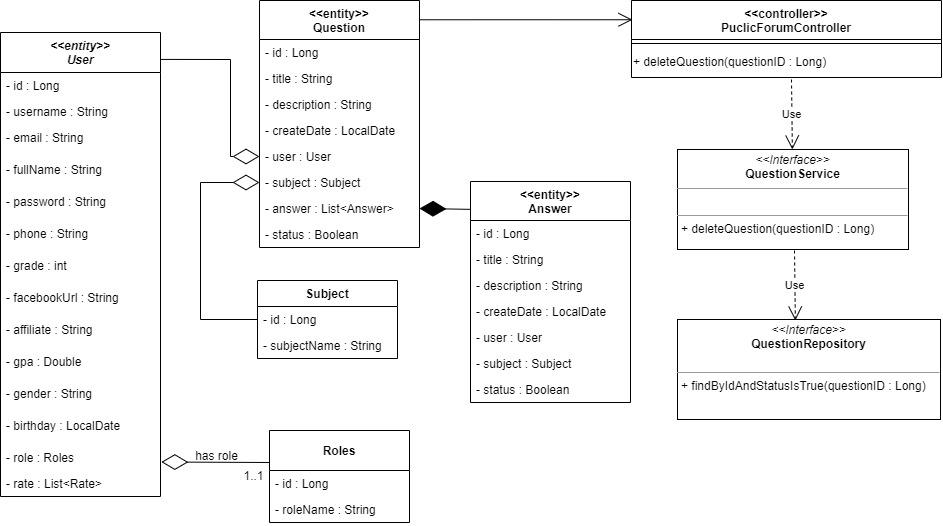 <<entity>>
User
- id : Long
- username : String
- email : String
- fullName : String
- password : String
- phone : String
- grade : int
- facebookUrl : String
- affiliate : String
- gpa : Double
- gender : String
- birthday : LocalDate
- role : Roles
- rate : List<Rate>
<<entity>>
Question
- id : Long
- title : String
- description : String
- createDate : LocalDate
- user : User
- subject : Subject
- answer : List<Answer>
- status : Boolean
Subject
- id : Long
- subjectName : String
has role
1..1
Roles
- id : Long
- roleName : String
<<entity>>
Answer
- id : Long
- title : String
- description : String
- createDate : LocalDate
- user : User
- subject : Subject
- status : Boolean
<<controller>>
PuclicForumController
+ deleteQuestion(questionID : Long)
Use
<<Interface>>
QuestionService
+ deleteQuestion(questionID : Long)
Use
<<Interface>>
QuestionRepository
+ findByIdAndStatusIsTrue(questionID : Long)